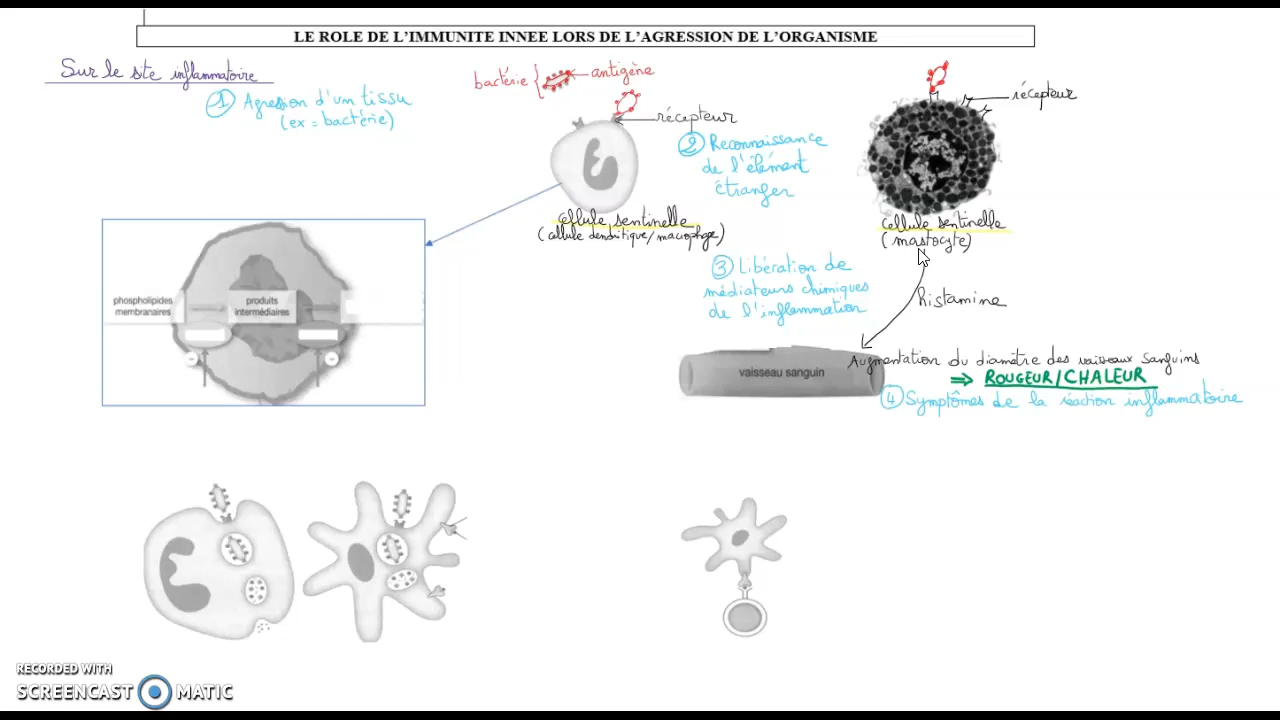 LE ROLE DE L'IMMUNITE INNEE LORS DE L'AGRESSION DE L'ORGANISME
Sur le site inflammatoire
① Agression d'un tissu
(ex = bactérie)
bactérie
antigène
récepteur
récepteur
② Reconnaissance
de l'élément
étranger
cellule sentinelle
(cellule dendritique/macrophage)
cellule sentinelle
(mastocyte)
phospholipides
membranaires
produits
intermédiaires
③ Libération de
médiateurs chimiques
de l'inflammation
Histamine
vaisseau sanguin
Augmentation du diamètre des vaisseaux sanguins
⇒ ROUGEUR/CHALEUR
④ Symptômes de la réaction inflammatoire
RECORDED WITH
SCREENCAST MATIC